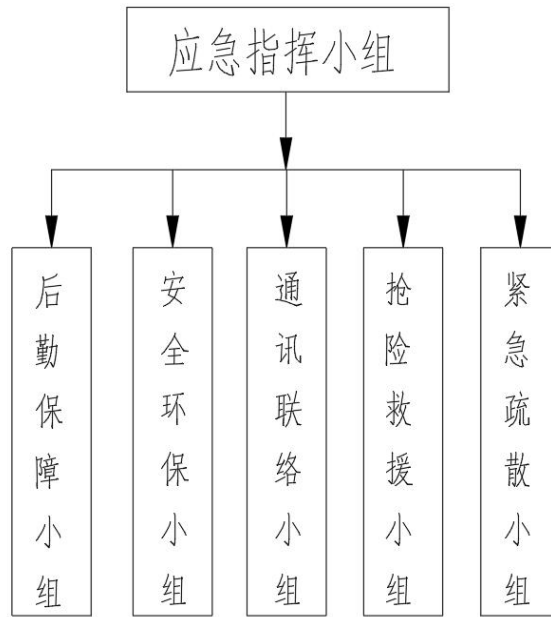 应急指挥小组
后勤保障小组
安全环保小组
通讯联络小组
抢险救援小组
紧急疏散小组